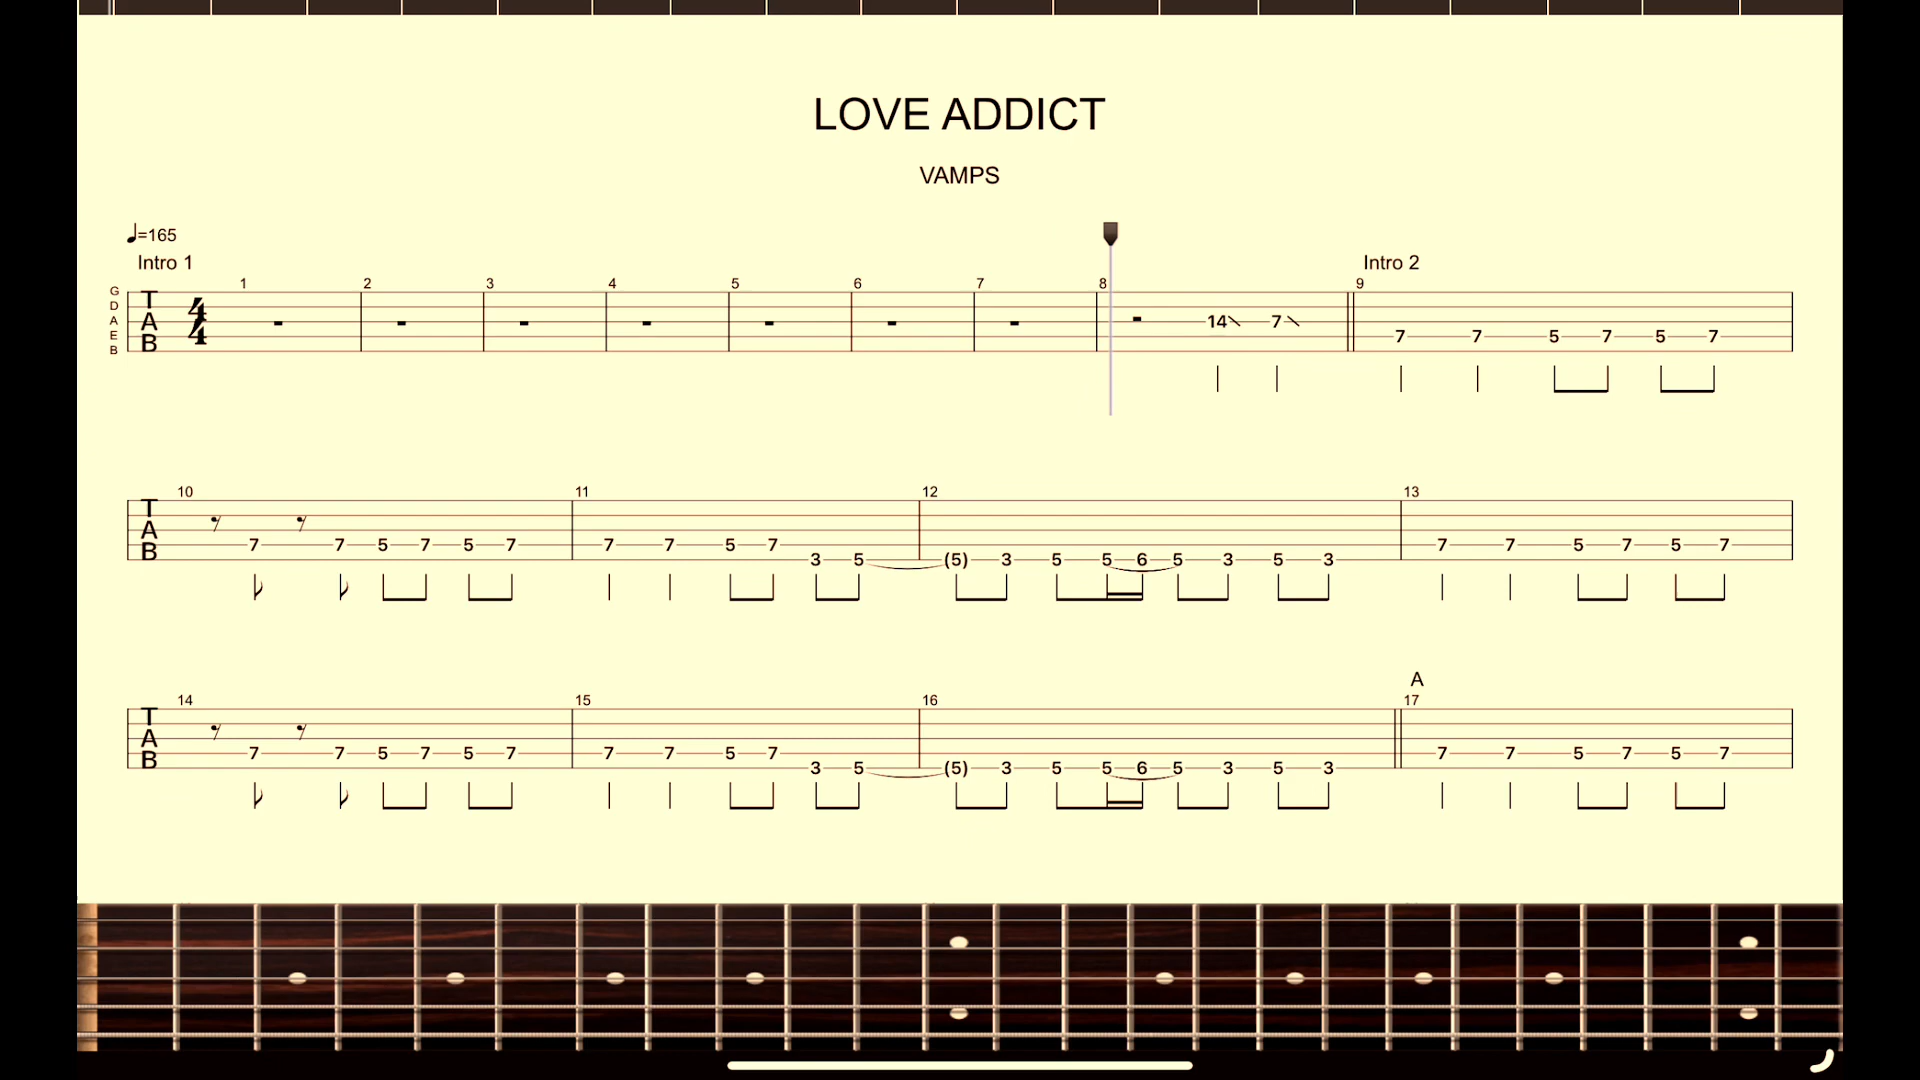 LOVE ADDICT
VAMPS
♩=165
Intro 1
Intro 2
1 2 3 4 5 6 7 8 9
G
D
A
E
B
T
A
B
4
4
14 7
7 7 5 7 5 7
10 11 12 13
T
A
B
7 7 5 7 5 7 7 7 5 7 7 7 5 7 5 7
3 5 (5) 3 5 5 6 5 3 5 3
A
14 15 16 17
T
A
B
7 7 5 7 5 7 7 7 5 7 7 7 5 7 5 7
3 5 (5) 3 5 5 6 5 3 5 3